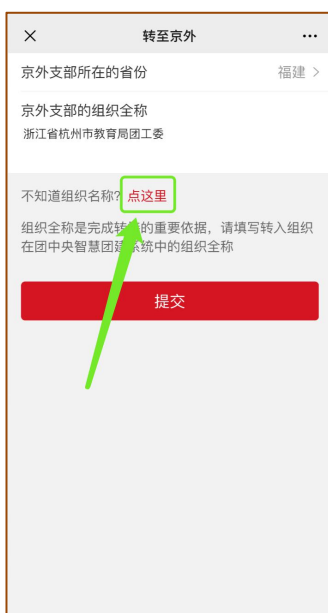 转至京外
京外支部所在的省份 福建
京外支部的组织全称
浙江省杭州市教育局团工委
不知道组织名称? 点这里
组织全称是完成转的重要依据，请填写转入组织
在团中央智慧团建系统中的组织全称
提交